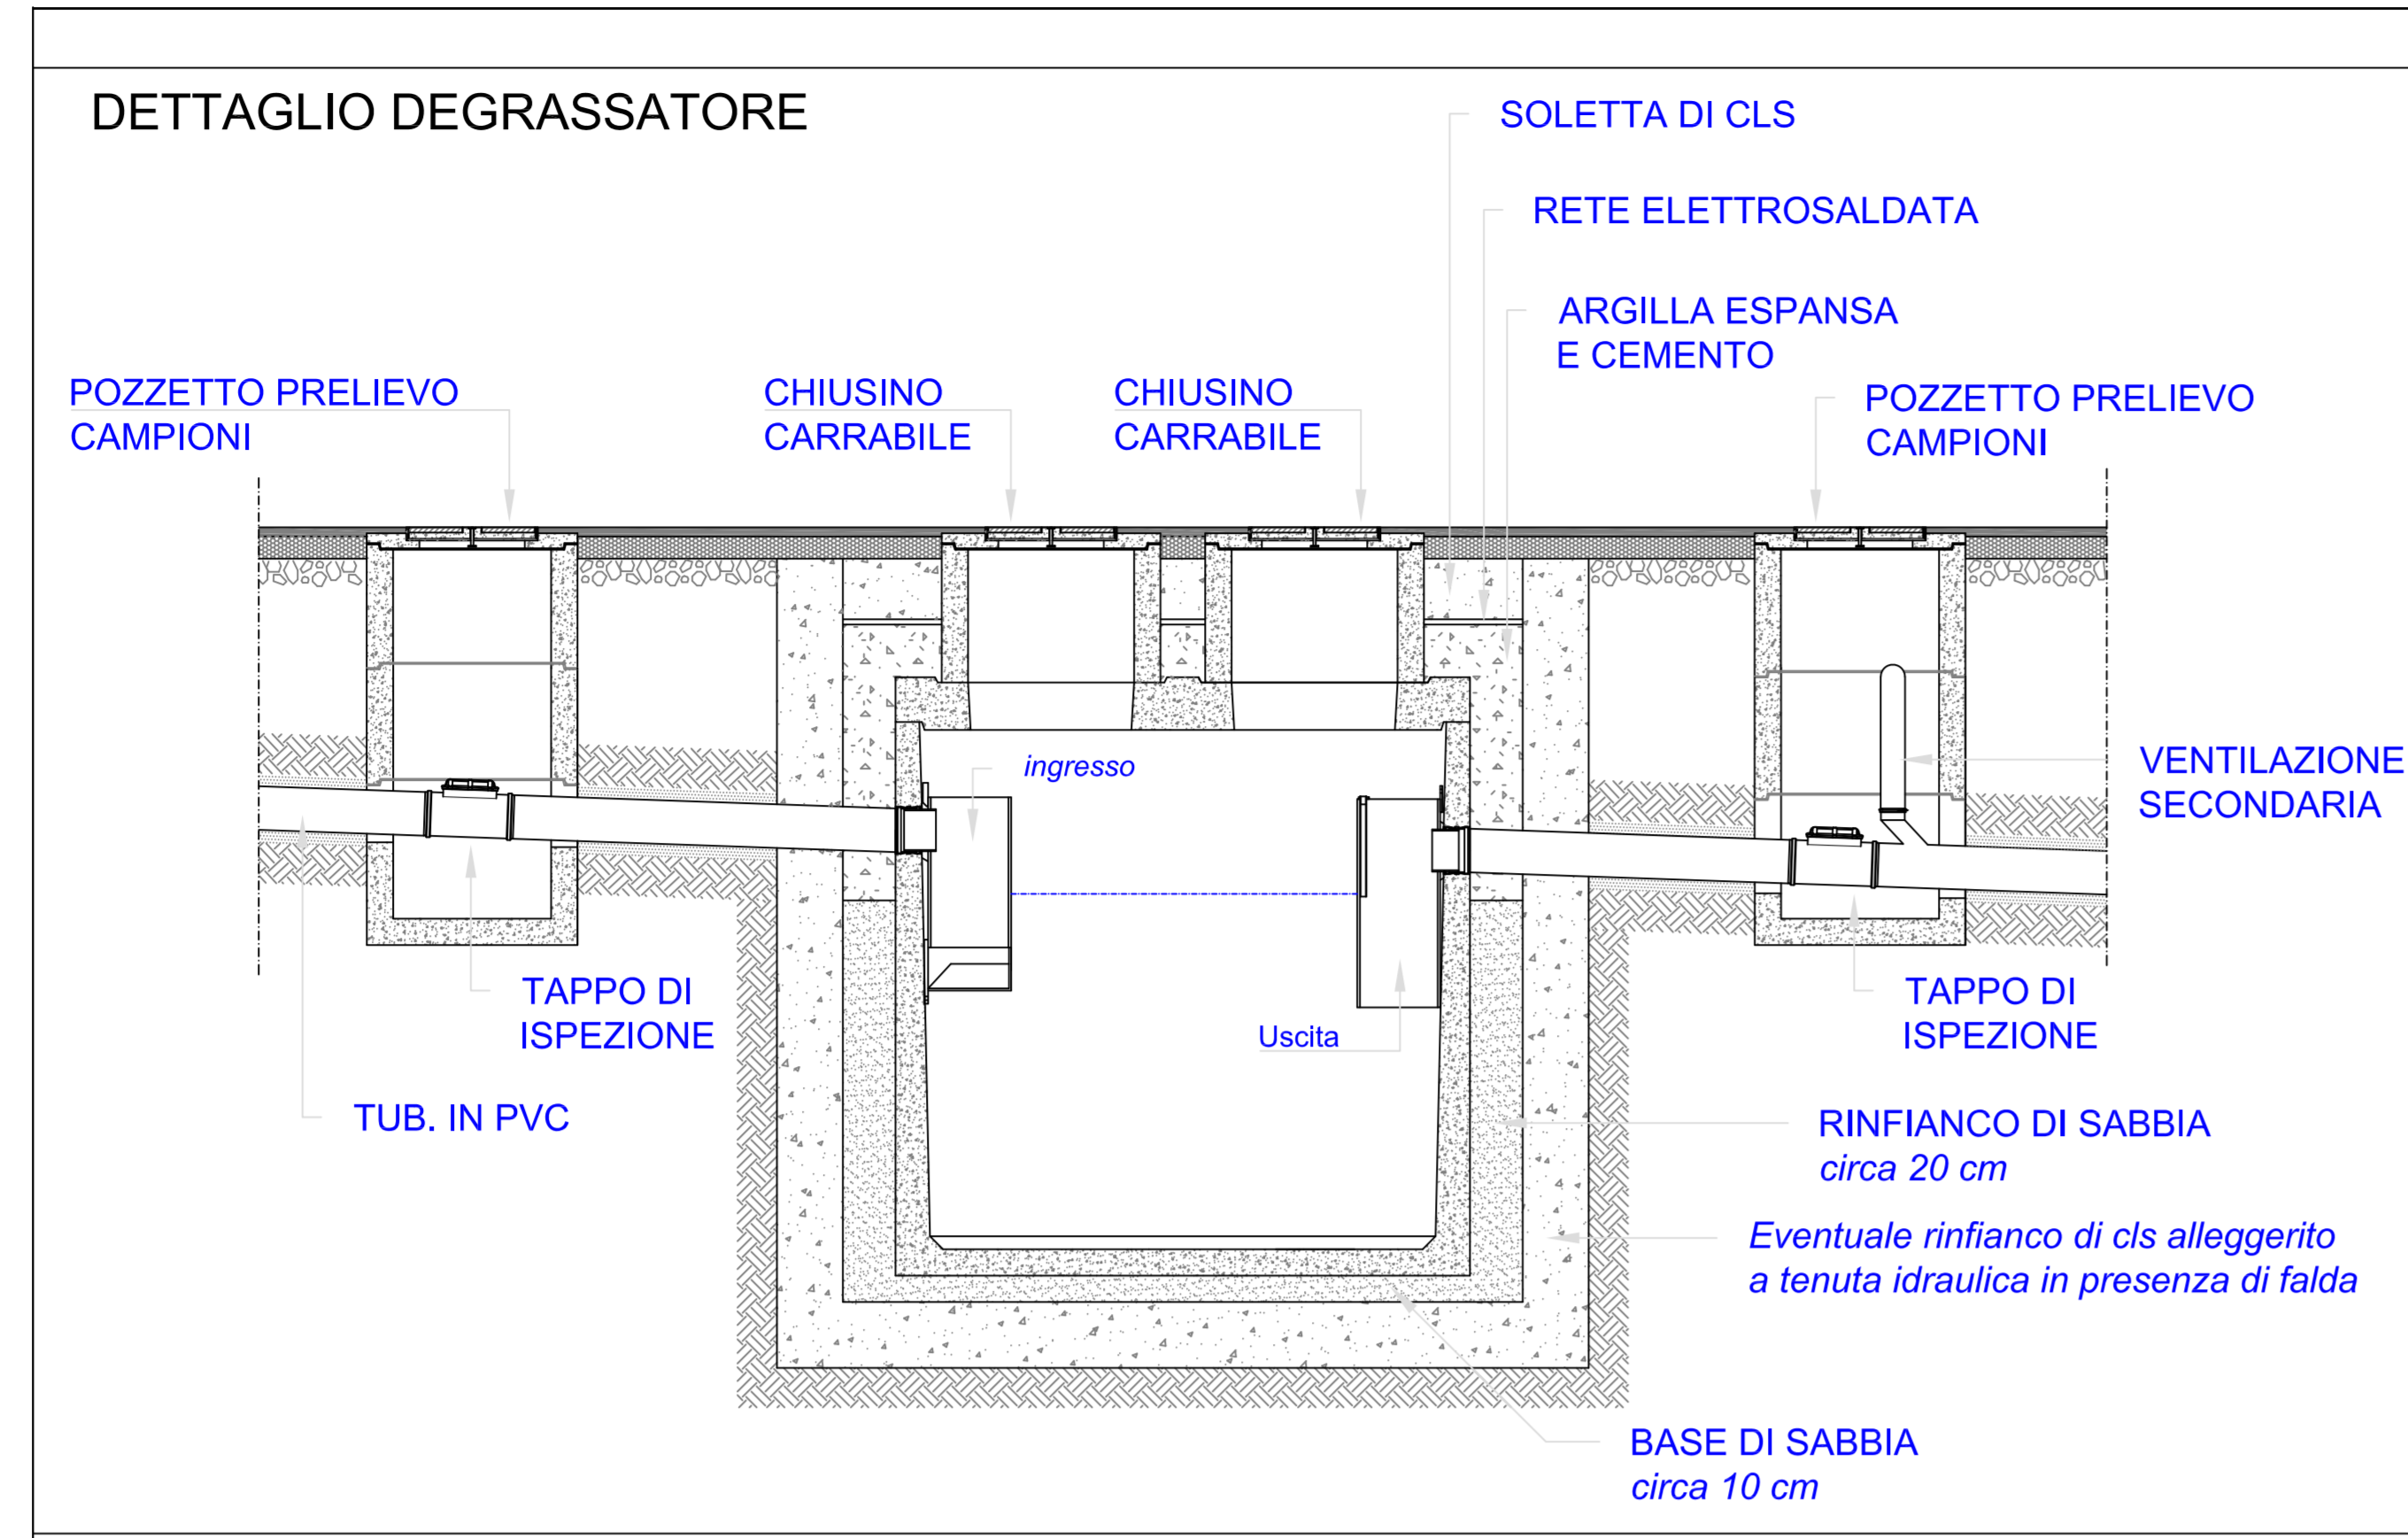 DETTAGLIO DEGRASSATORE
SOLETTA DI CLS
RETE ELETTROSALDATA
ARGILLA ESPANSA
E CEMENTO
POZZETTO PRELIEVO
CAMPIONI
CHIUSINO
CARRABILE
CHIUSINO
CARRABILE
POZZETTO PRELIEVO
CAMPIONI
ingresso
VENTILAZIONE
SECONDARIA
TAPPO DI
ISPEZIONE
Uscita
TAPPO DI
ISPEZIONE
TUB. IN PVC
RINFIANCO DI SABBIA
circa 20 cm
Eventuale rinfianco di cls alleggerito
a tenuta idraulica in presenza di falda
BASE DI SABBIA
circa 10 cm